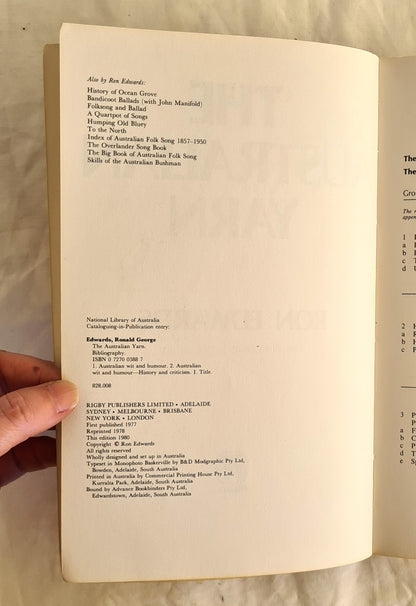 Also by Ron Edwards:
History of Ocean Grove
Bandicoot Ballads (with John Manifold)
Folksong and Ballad
A Quartpot of Songs
Humping Old Bluey
To the North
Index of Australian Folk Song 1857–1950
The Overlander Song Book
The Big Book of Australian Folk Song
Skills of the Australian Bushman
National Library of Australia
Cataloguing-in-Publication entry:
Edwards, Ronald George
The Australian Yarn.
Bibliography.
ISBN 0 7270 0388 7
1. Australian wit and humour. 2. Australian
wit and humour—History and criticism. I. Title.
828.008
RIGBY PUBLISHERS LIMITED • ADELAIDE
SYDNEY • MELBOURNE • BRISBANE
NEW YORK • LONDON
First published 1977
Reprinted 1978
This edition 1980
Copyright © Ron Edwards
All rights reserved
Wholly designed and set up in Australia
Typeset in Monophoto Baskerville by B&D Modgraphic Pty Ltd,
Bowden, Adelaide, South Australia
Printed in Australia by Commercial Printing House Pty Ltd,
Kurralta Park, Adelaide, South Australia
Bound by Advance Bookbinders Pty Ltd,
Edwardstown, Adelaide, South Australia
The
The
1
a
b
c
d
2
a
b
c
3
a
b
c
d
e